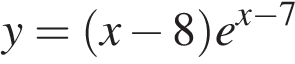 y = (x − 8)e^{x−7}